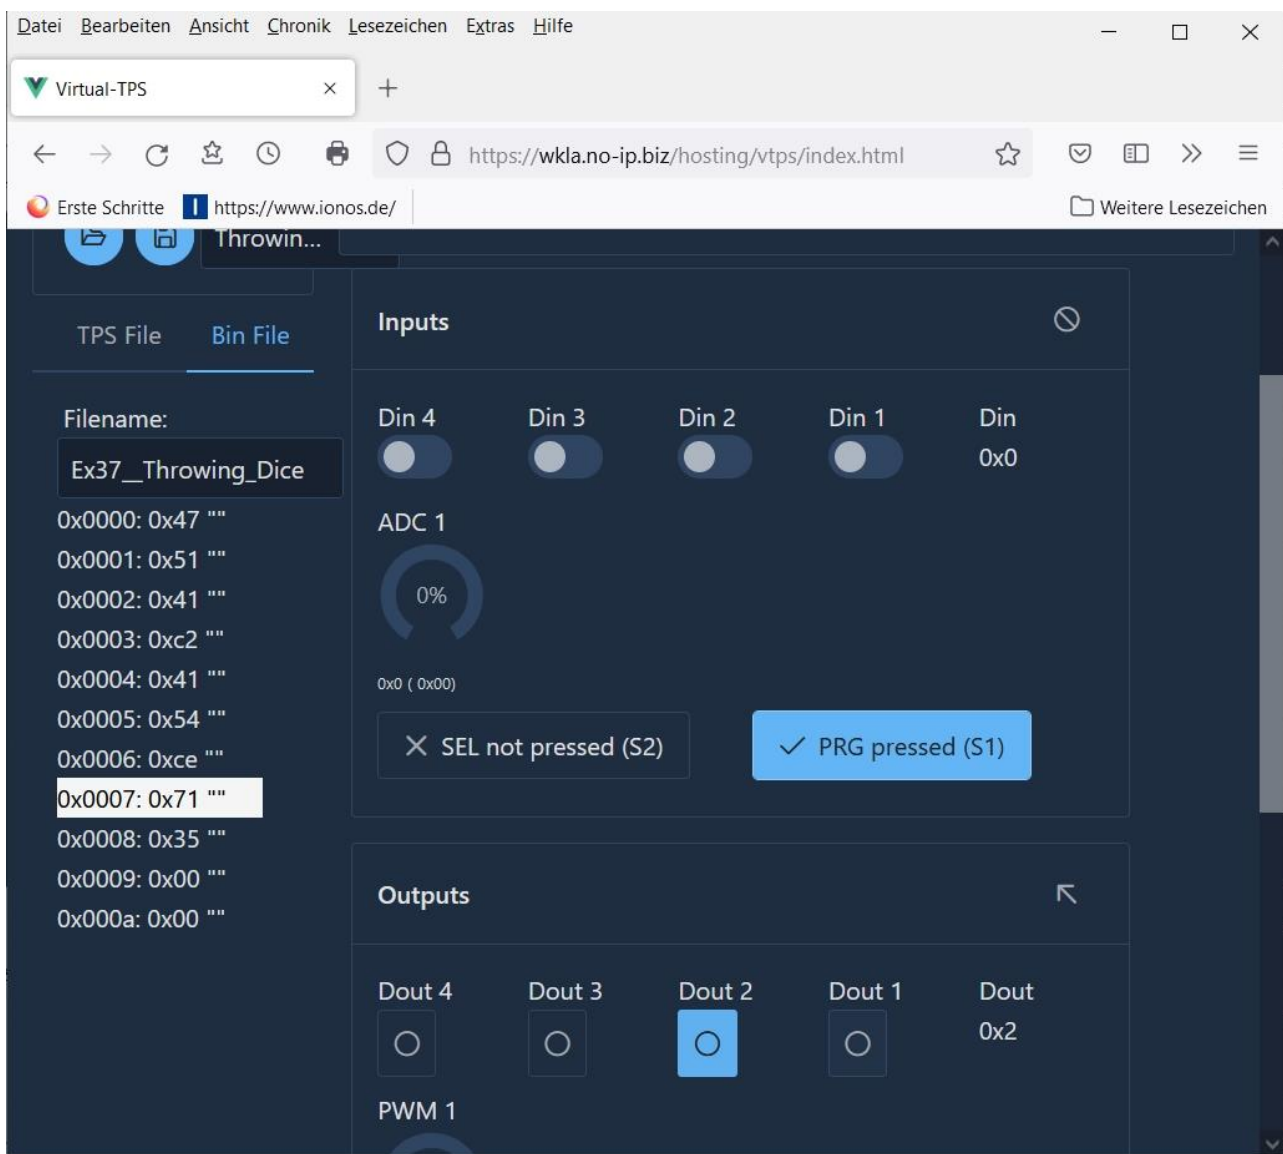 Datei Bearbeiten Ansicht Chronik Lesezeichen Extras Hilfe
Virtual-TPS
https://wkla.no-ip.biz/hosting/vtps/index.html
Erste Schritte https://www.ionos.de/ Weitere Lesezeichen
Throwin...
TPS File Bin File
Filename:
Ex37__Throwing_Dice
0x0000: 0x47 ""
0x0001: 0x51 ""
0x0002: 0x41 ""
0x0003: 0xc2 ""
0x0004: 0x41 ""
0x0005: 0x54 ""
0x0006: 0xce ""
0x0007: 0x71 ""
0x0008: 0x35 ""
0x0009: 0x00 ""
0x000a: 0x00 ""
Inputs
Din 4 Din 3 Din 2 Din 1 Din
0x0
ADC 1
0%
0x0 ( 0x00)
SEL not pressed (S2) PRG pressed (S1)
Outputs
Dout 4 Dout 3 Dout 2 Dout 1 Dout
0x2
PWM 1